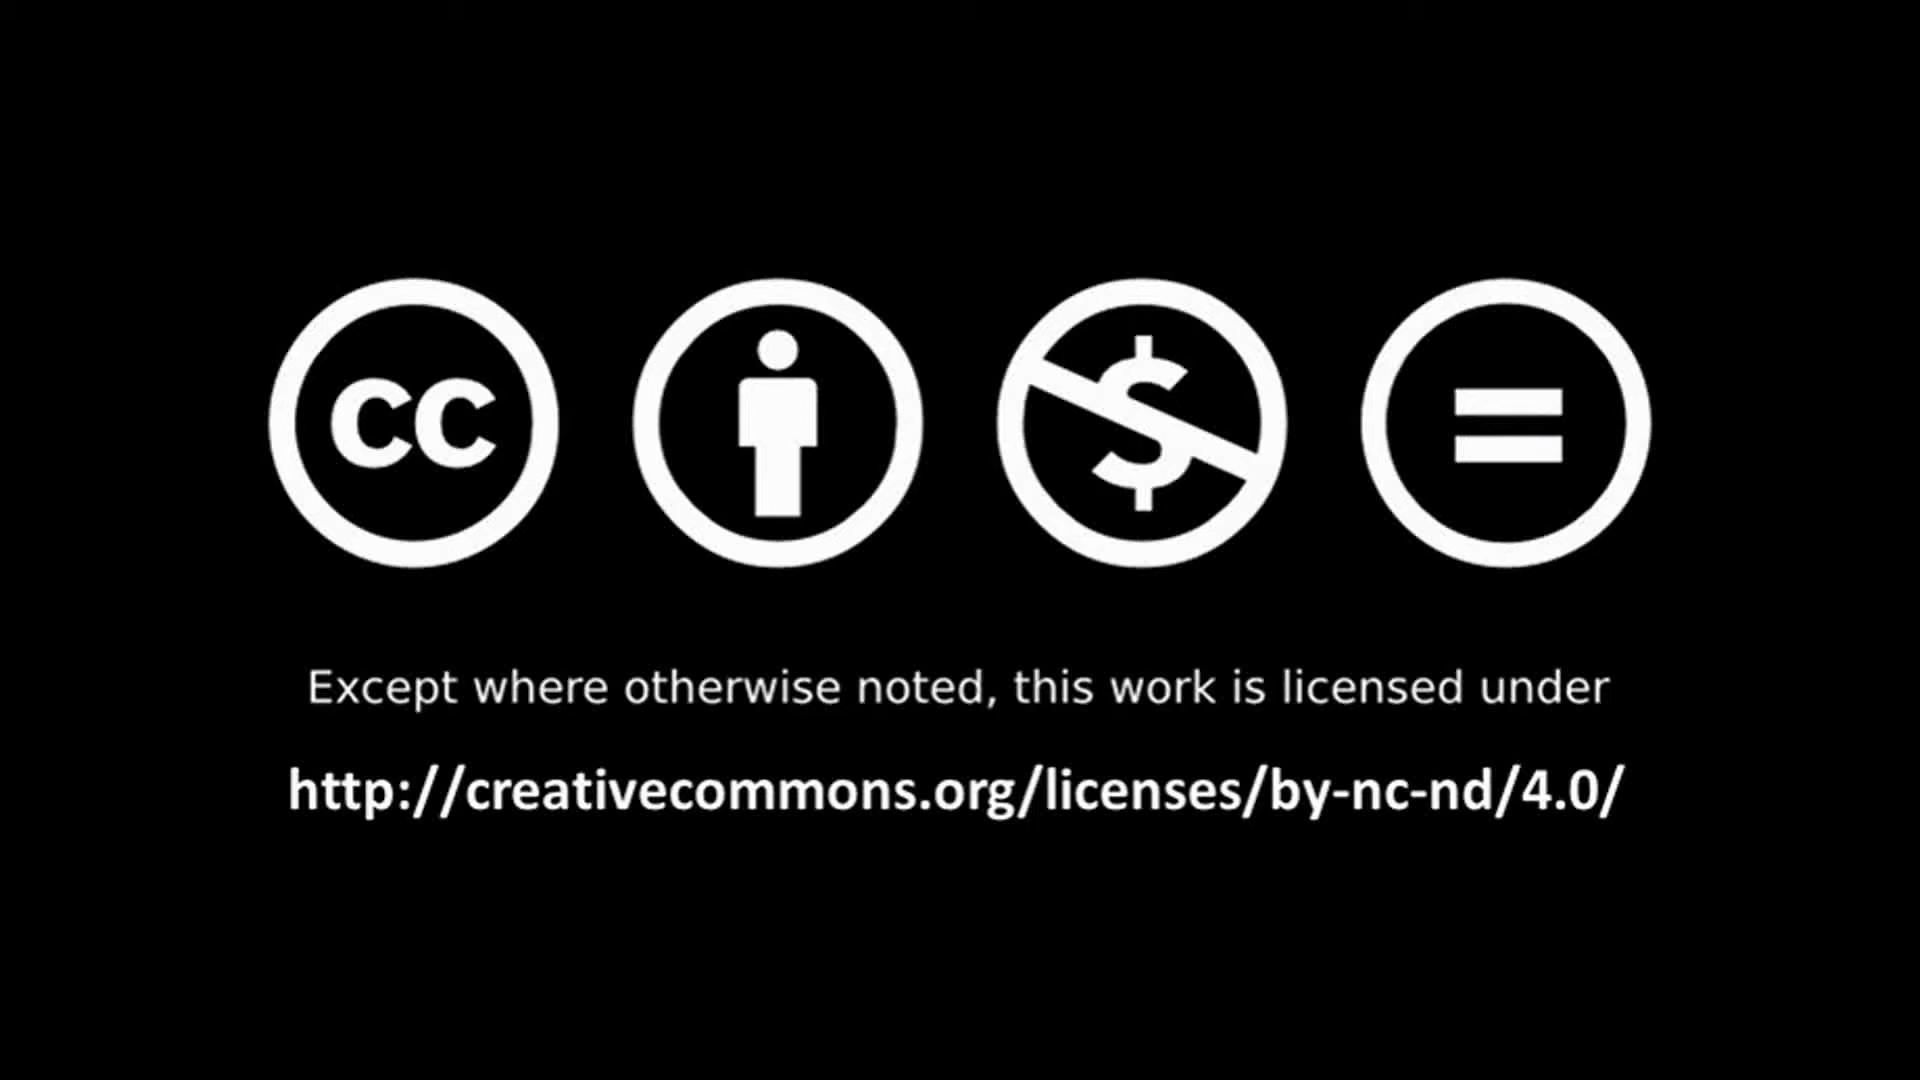 cc
$
=
Except where otherwise noted, this work is licensed under
http://creativecommons.org/licenses/by-nc-nd/4.0/